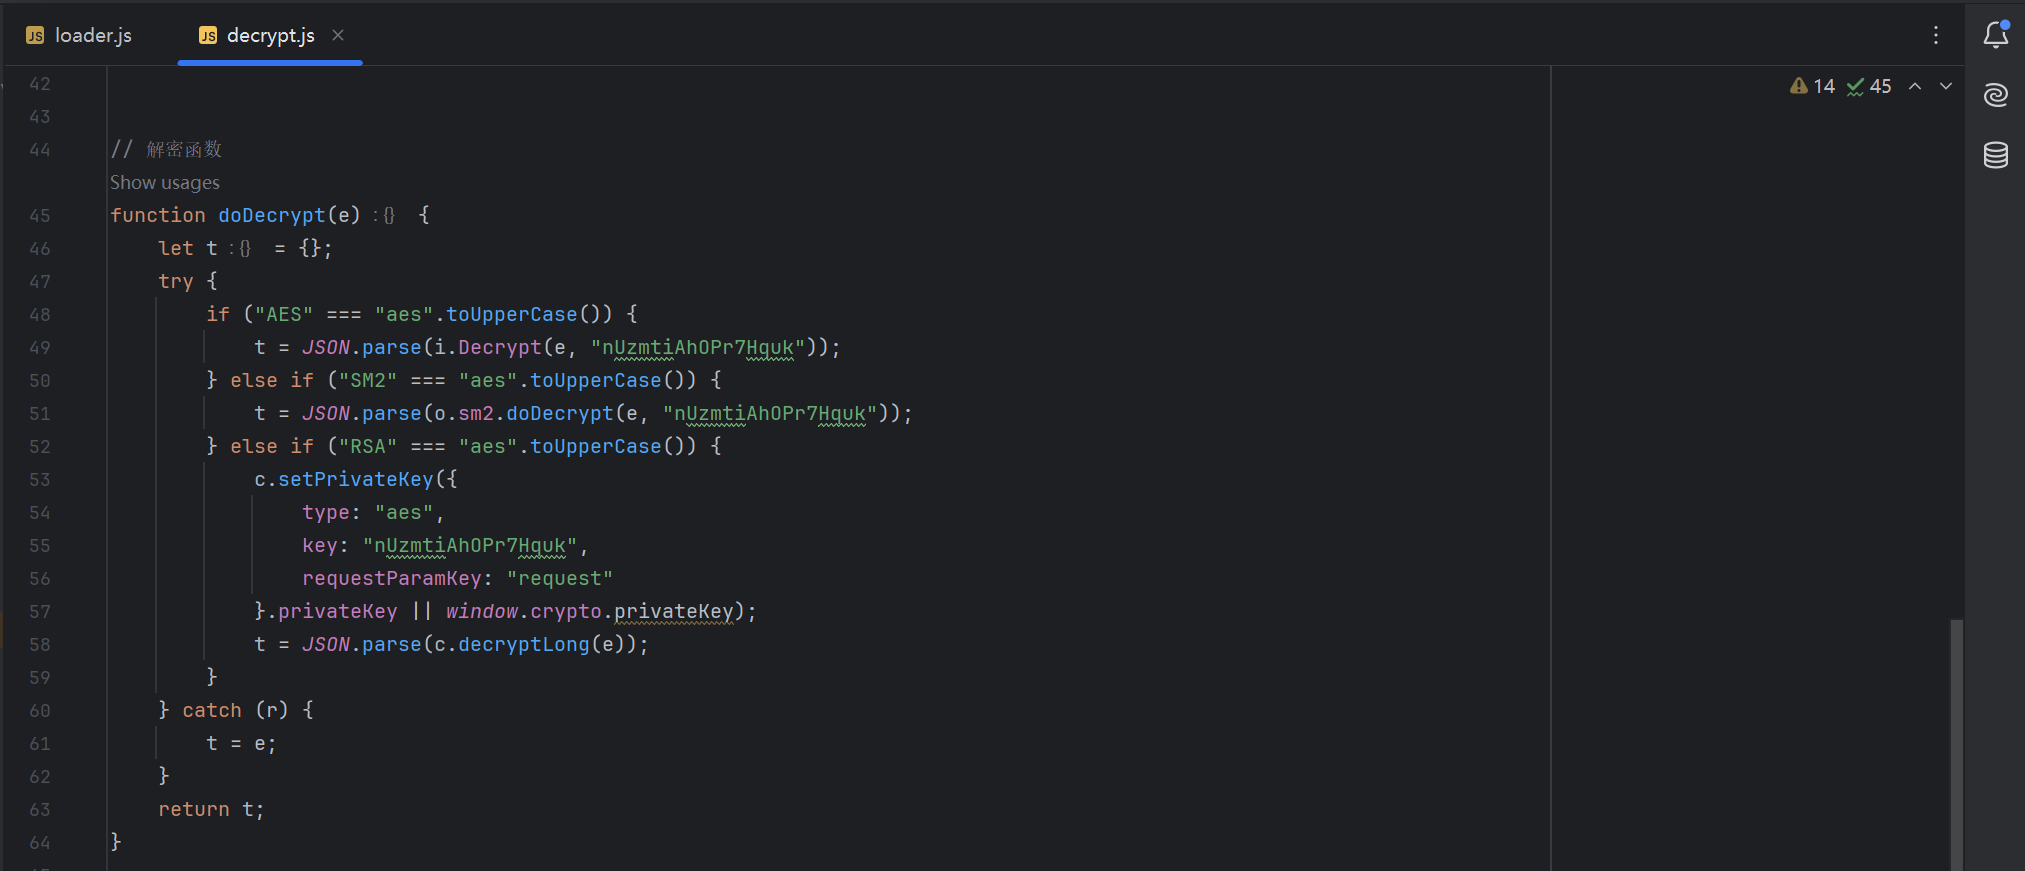 JS loader.js JS decrypt.js ×
14 45
42
43
44 // 解密函数
Show usages
45 function doDecrypt(e) :{} {
46 let t :{} = {};
47 try {
48 if ("AES" === "aes".toUpperCase()) {
49 t = JSON.parse(i.Decrypt(e, "nUzmtiAhOPr7Hquk"));
50 } else if ("SM2" === "aes".toUpperCase()) {
51 t = JSON.parse(o.sm2.doDecrypt(e, "nUzmtiAhOPr7Hquk"));
52 } else if ("RSA" === "aes".toUpperCase()) {
53 c.setPrivateKey({
54 type: "aes",
55 key: "nUzmtiAhOPr7Hquk",
56 requestParamKey: "request"
57 }.privateKey || window.crypto.privateKey);
58 t = JSON.parse(c.decryptLong(e));
59 }
60 } catch (r) {
61 t = e;
62 }
63 return t;
64 }